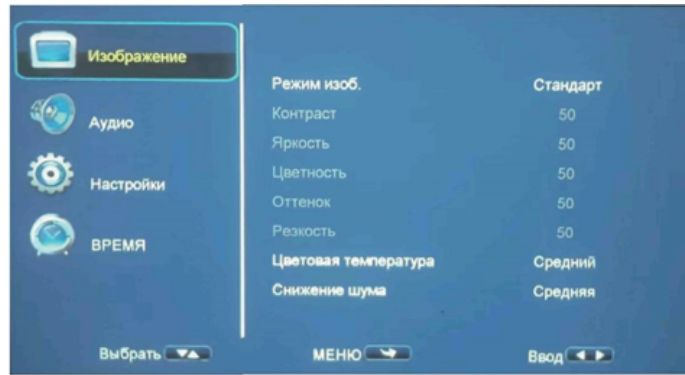 Изображение
Аудио
Настройки
ВРЕМЯ
Режим изоб. Стандарт
Контраст 50
Яркость 50
Цветность 50
Оттенок 50
Резкость 50
Цветовая температура Средний
Снижение шума Средняя
Выбрать МЕНЮ Ввод